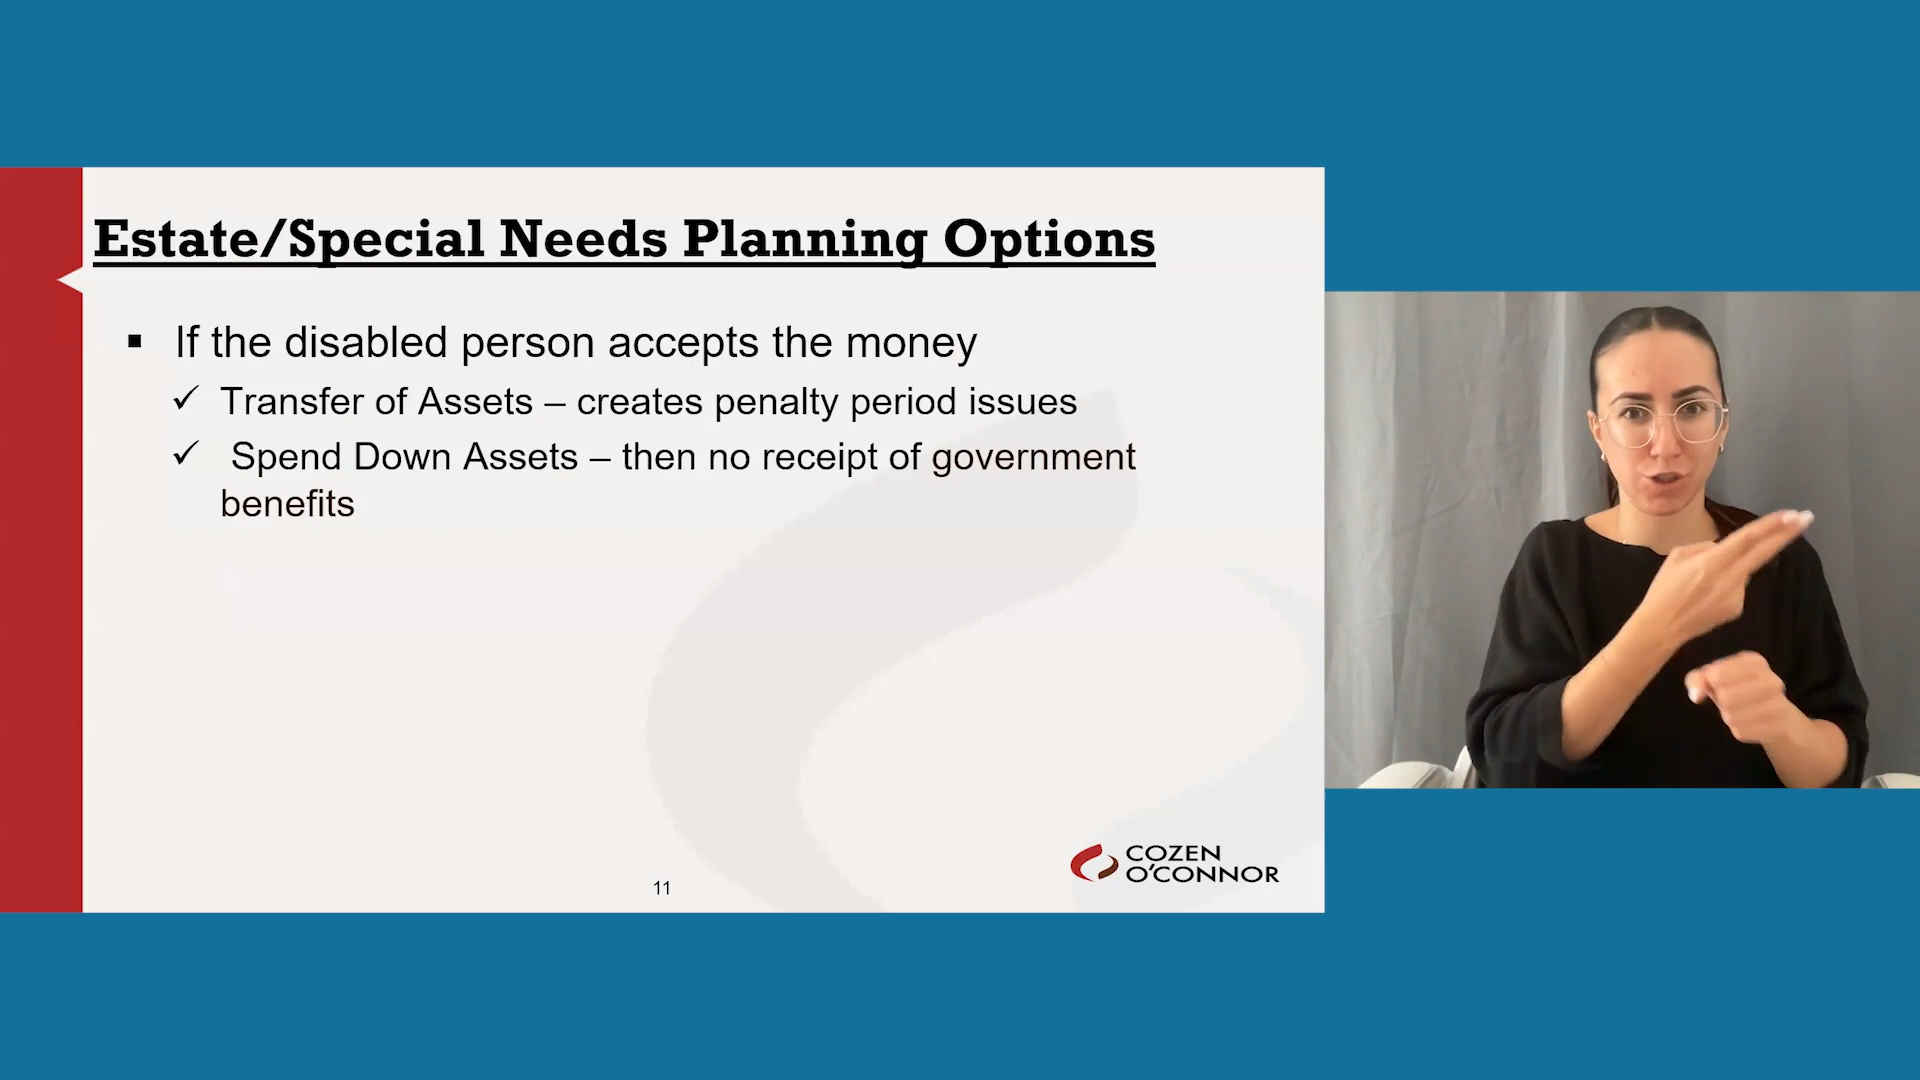 Estate/Special Needs Planning Options
▪ If the disabled person accepts the money
✓ Transfer of Assets – creates penalty period issues
✓ Spend Down Assets – then no receipt of government
benefits
COZEN
O'CONNOR
11